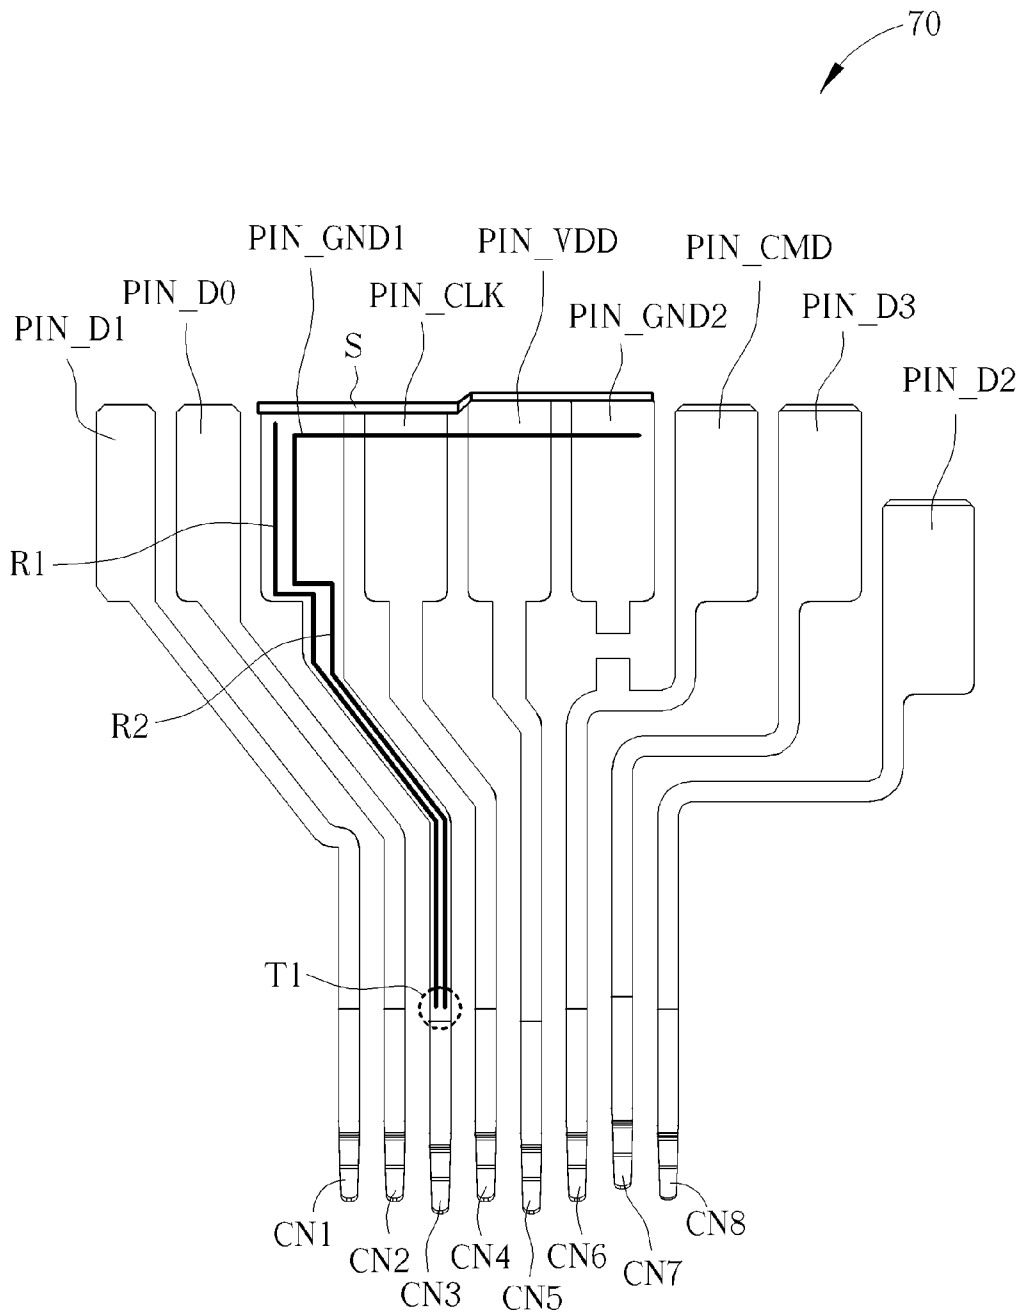 70
PIN_GND1
PIN_VDD
PIN_CMD
PIN_D0
PIN_CLK
PIN_D3
PIN_D1
S
PIN_GND2
PIN_D2
R1
R2
T1
CN1
CN2
CN3
CN4
CN5
CN6
CN7
CN8